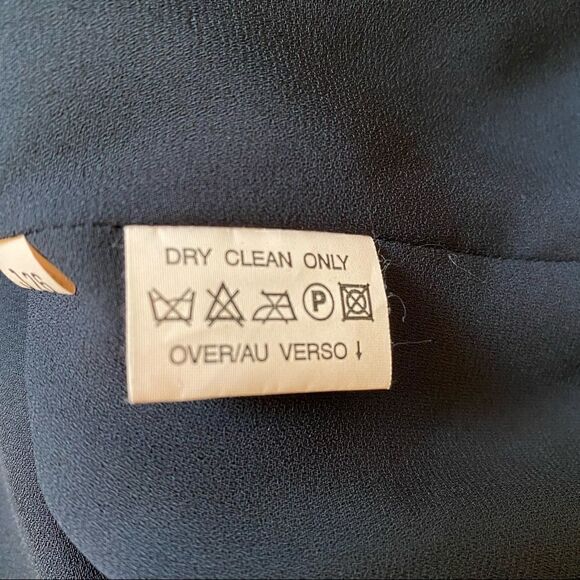 DRY CLEAN ONLY
P
OVER/AU VERSO ↓